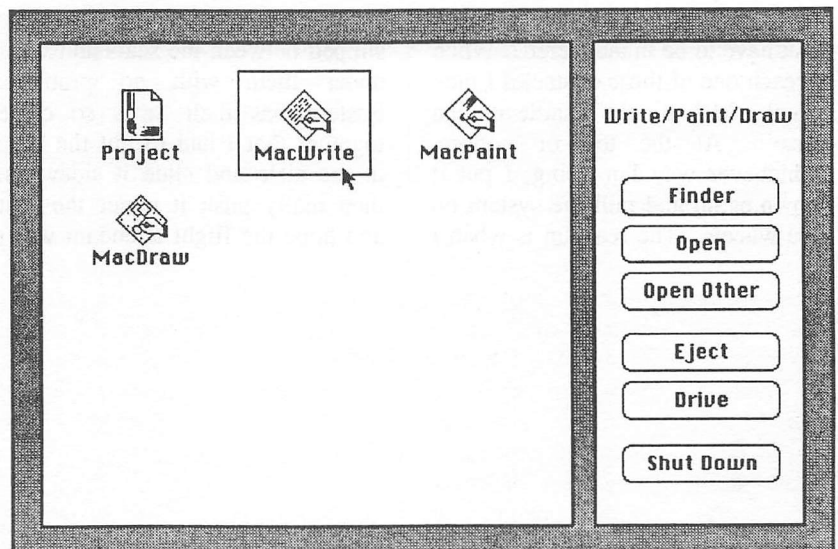 Project
MacWrite
MacPaint
MacDraw
Write/Paint/Draw
Finder
Open
Open Other
Eject
Drive
Shut Down